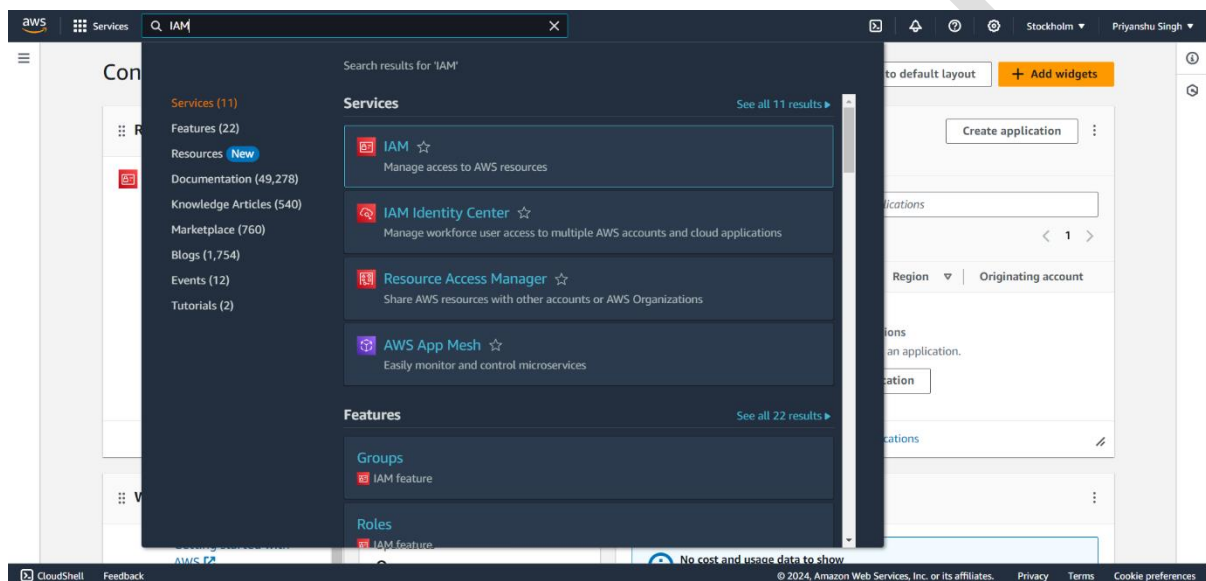 aws Services IAM Stockholm Priyanshu Singh
Con
to default layout + Add widgets
Search results for 'IAM'
Services (11)
Features (22)
Resources New
Documentation (49,278)
Knowledge Articles (540)
Marketplace (760)
Blogs (1,754)
Events (12)
Tutorials (2)
Services See all 11 results
IAM
Manage access to AWS resources
IAM Identity Center
Manage workforce user access to multiple AWS accounts and cloud applications
Resource Access Manager
Share AWS resources with other accounts or AWS Organizations
AWS App Mesh
Easily monitor and control microservices
Features See all 22 results
Groups
IAM feature
Roles
IAM feature
R
Create application
lications
1
Region Originating account
ions
an application.
cation
cations
W
AWS
No cost and usage data to show
CloudShell Feedback © 2024, Amazon Web Services, Inc. or its affiliates. Privacy Terms Cookie preferences